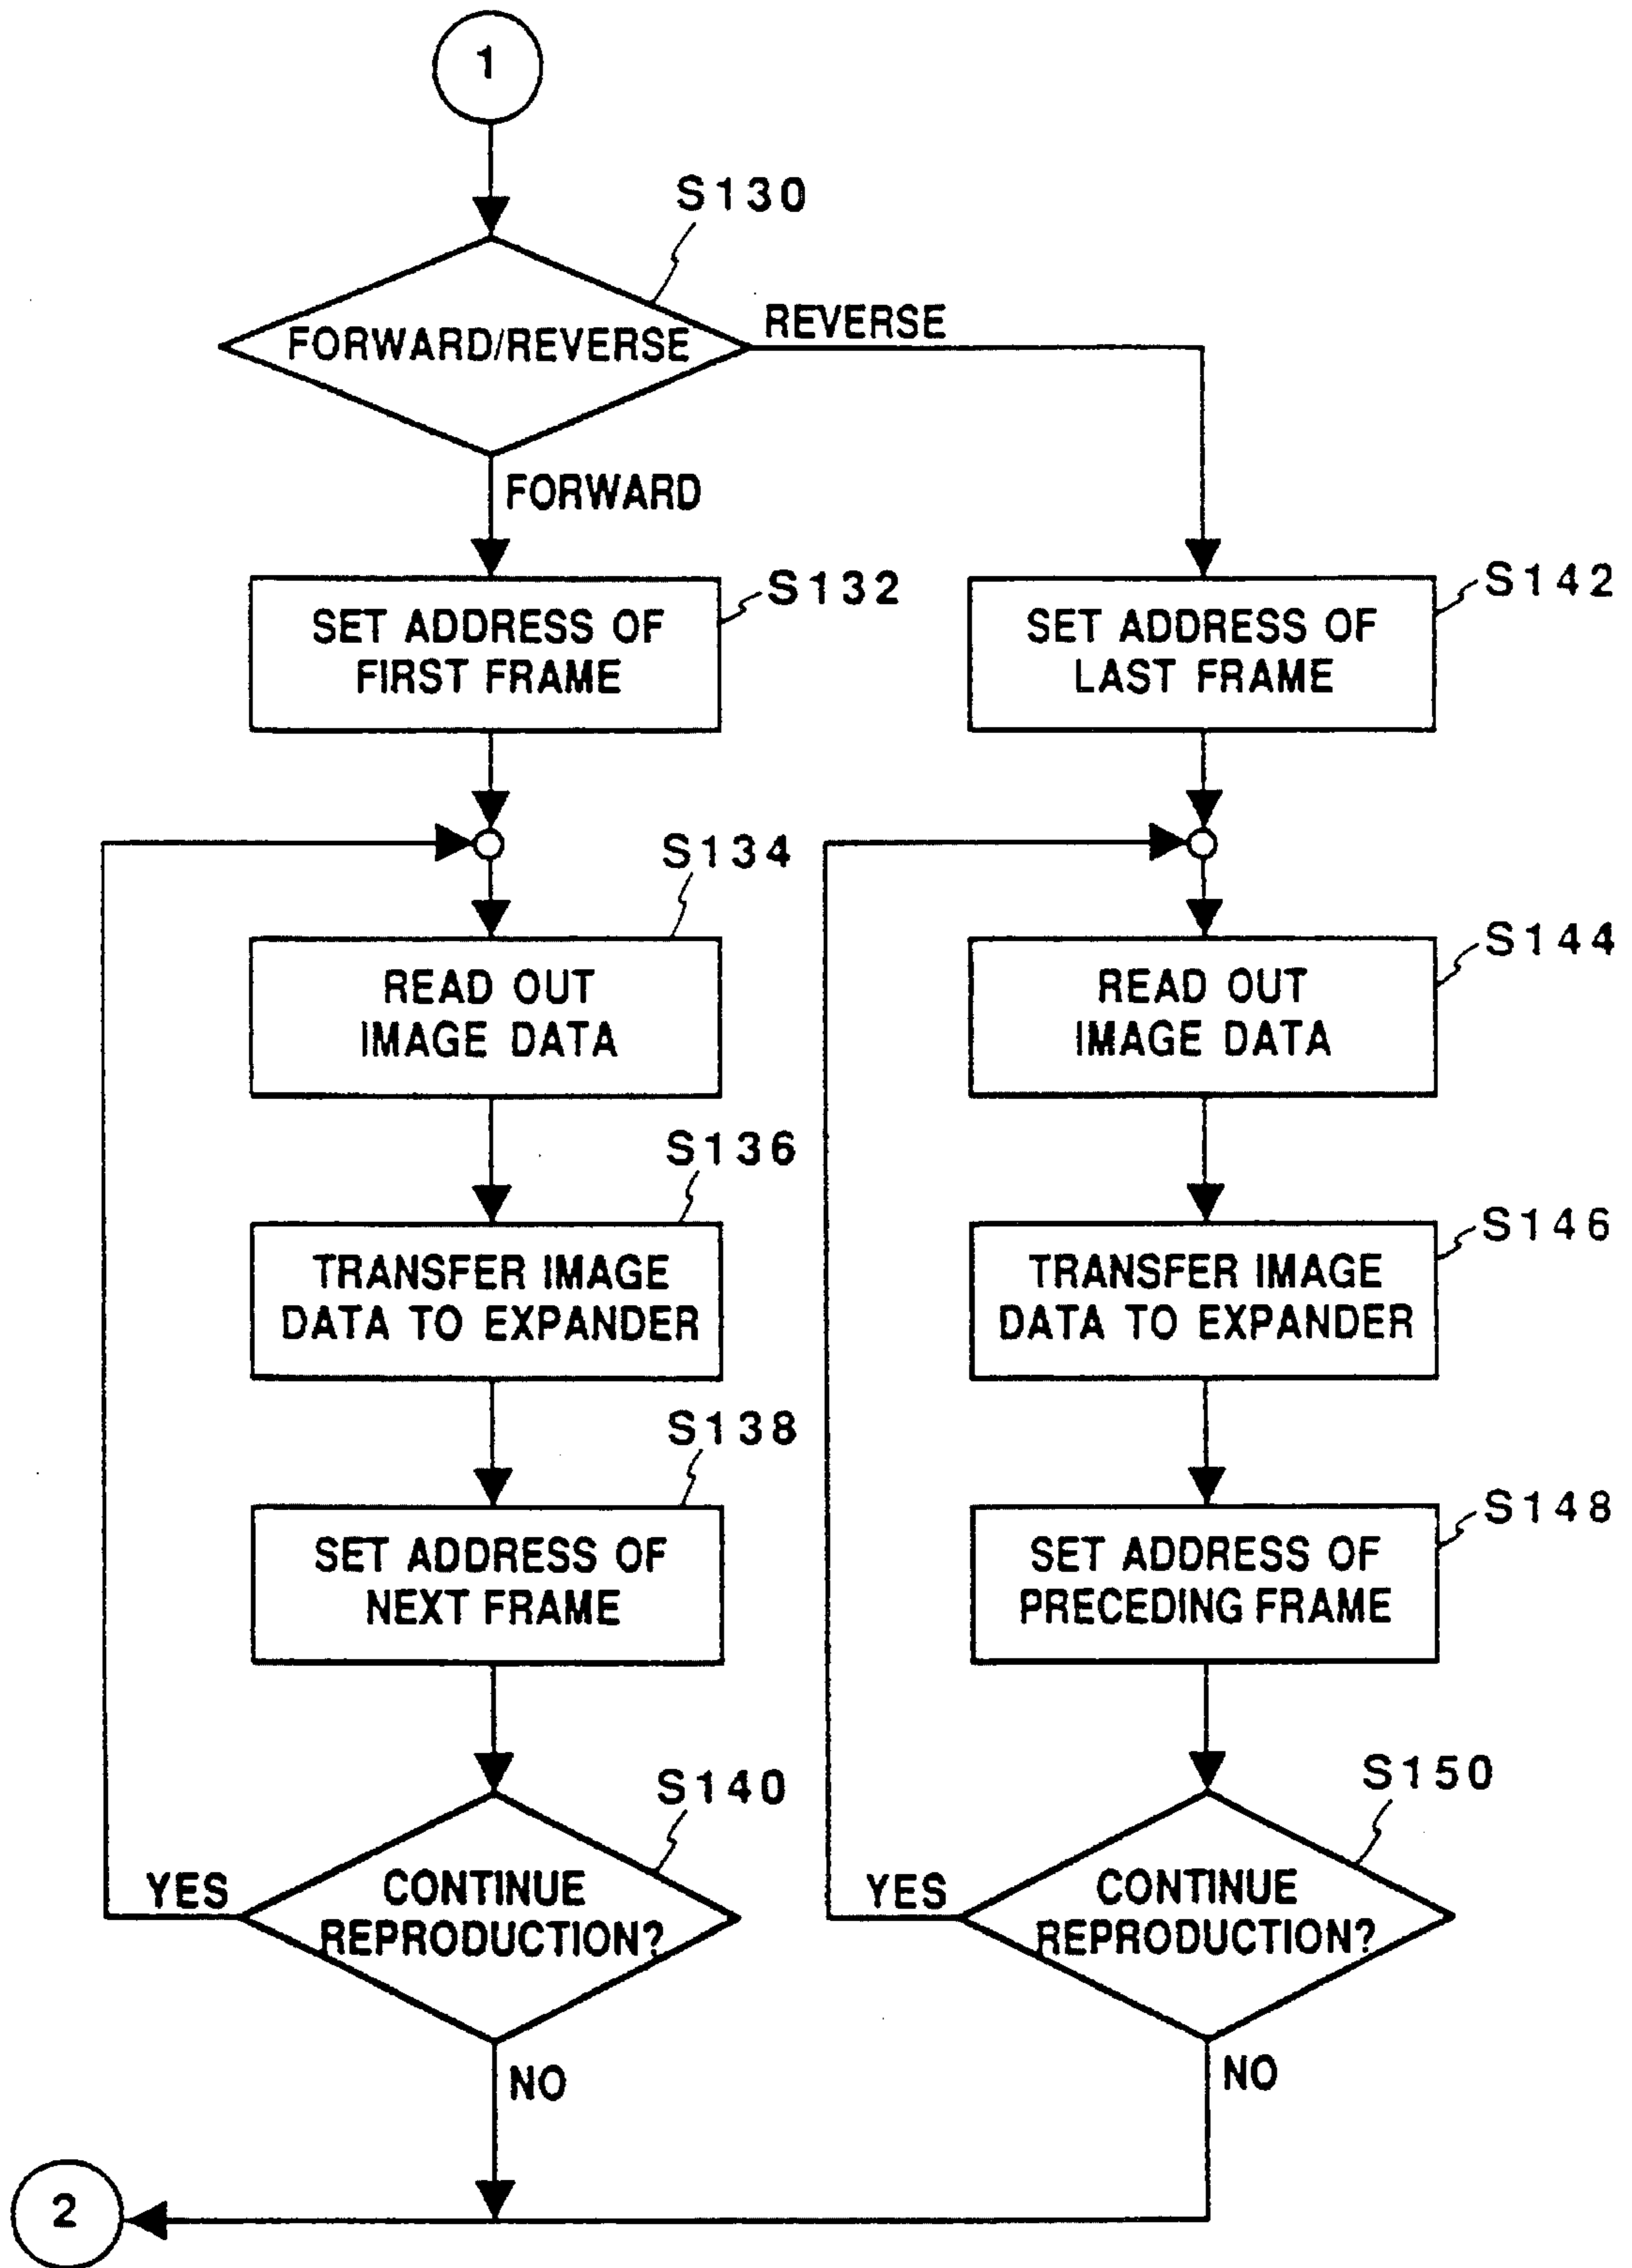 1
S130
FORWARD/REVERSE
REVERSE
FORWARD
S132
SET ADDRESS OF
FIRST FRAME
S134
READ OUT
IMAGE DATA
S136
TRANSFER IMAGE
DATA TO EXPANDER
S138
SET ADDRESS OF
NEXT FRAME
S140
CONTINUE
REPRODUCTION?
YES
NO
S142
SET ADDRESS OF
LAST FRAME
S144
READ OUT
IMAGE DATA
S146
TRANSFER IMAGE
DATA TO EXPANDER
S148
SET ADDRESS OF
PRECEDING FRAME
S150
CONTINUE
REPRODUCTION?
YES
NO
2